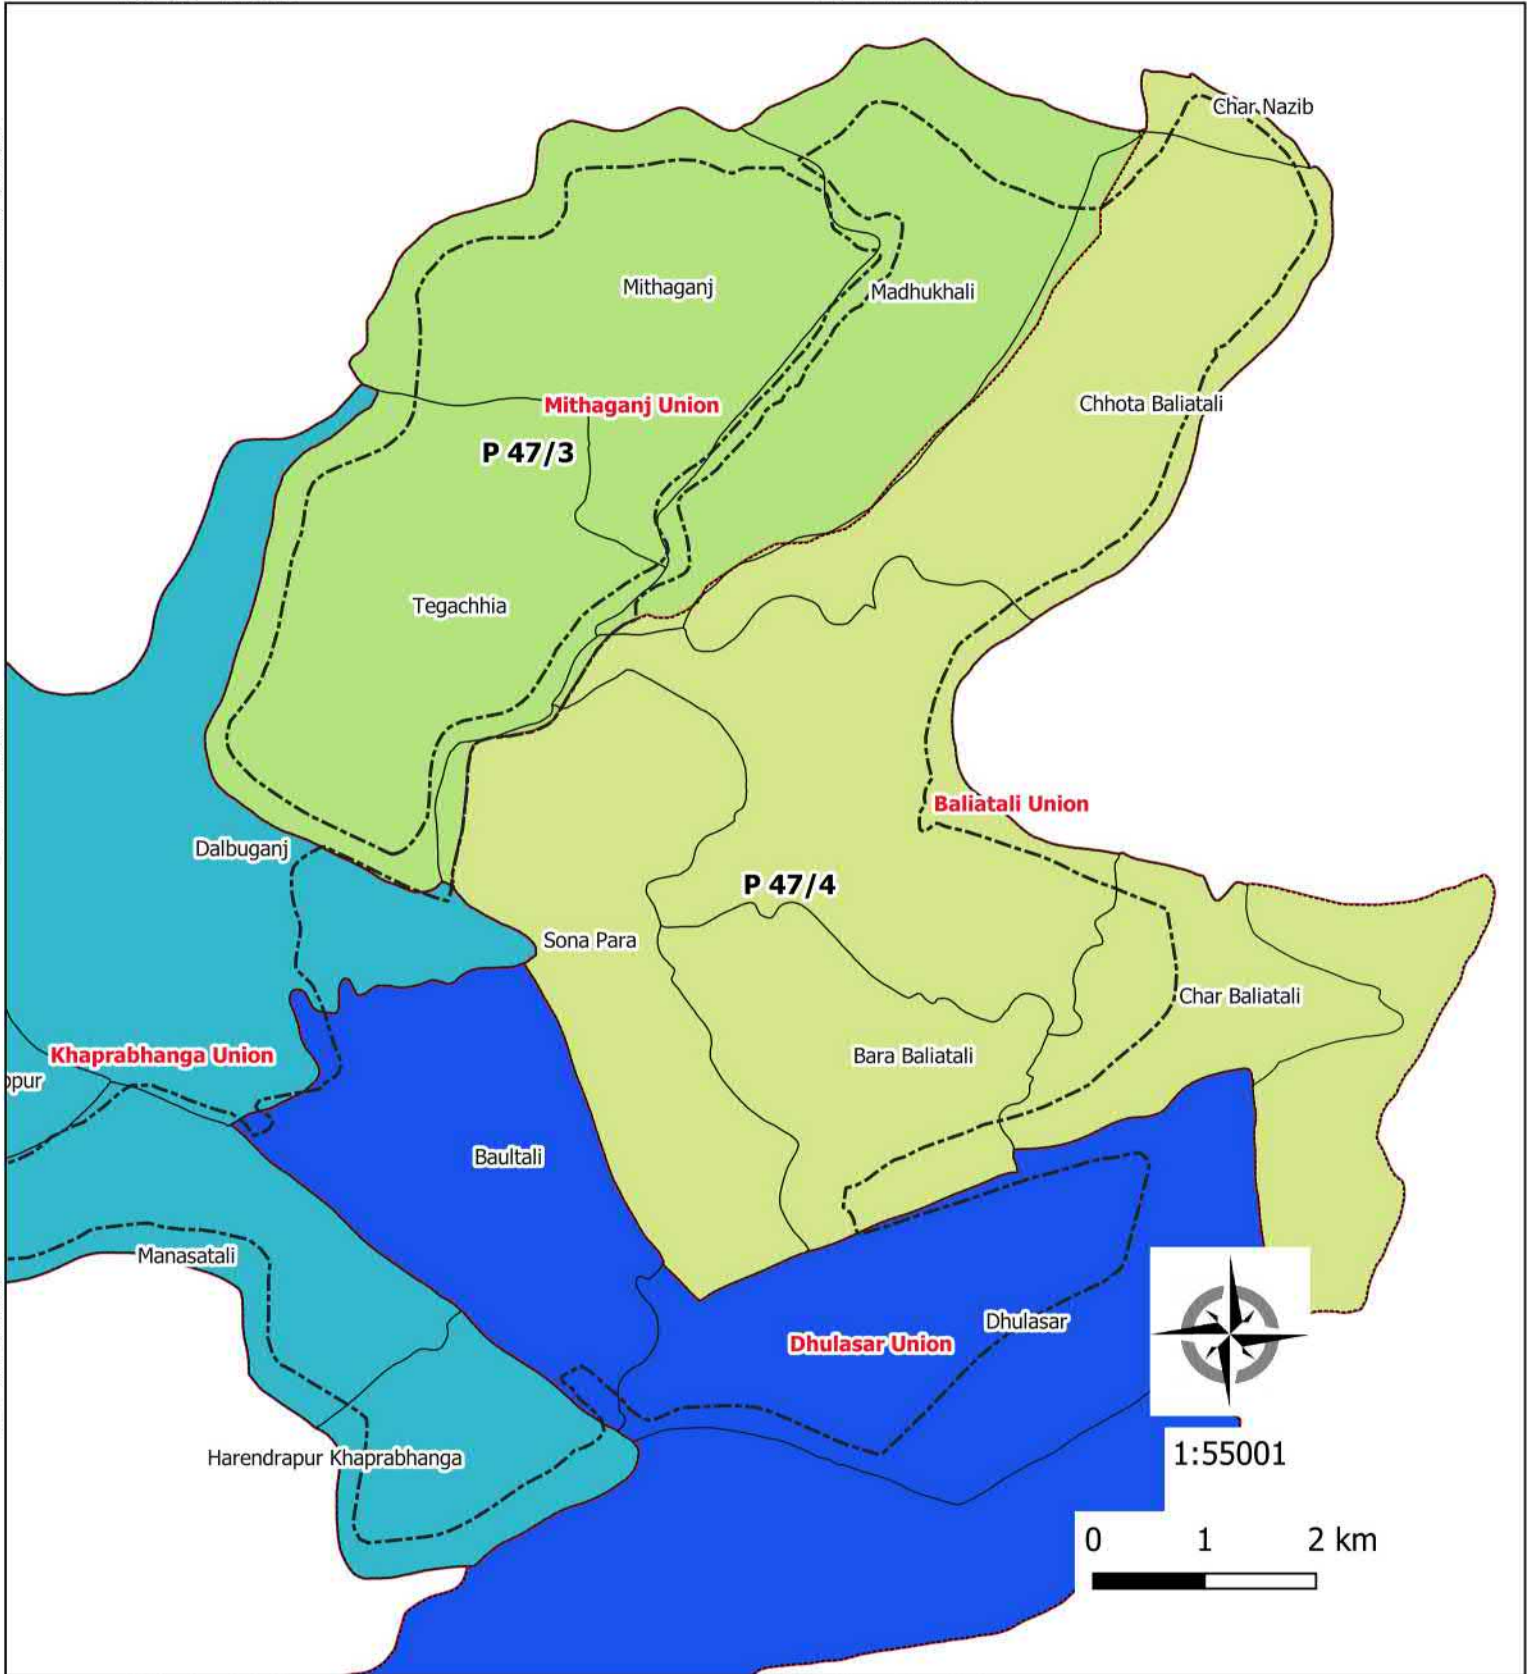 Char Nazib
Mithaganj
Madhukhali
Chhota Baliatali
Mithaganj Union
P 47/3
Tegachhia
Baliatali Union
Dalbuganj
P 47/4
Sona Para
Char Baliatali
Bara Baliatali
Khaprabhanga Union
Baultali
Manasatali
Dhulasar
Dhulasar Union
Harendrapur Khaprabhanga
1:55001
0 1 2 km